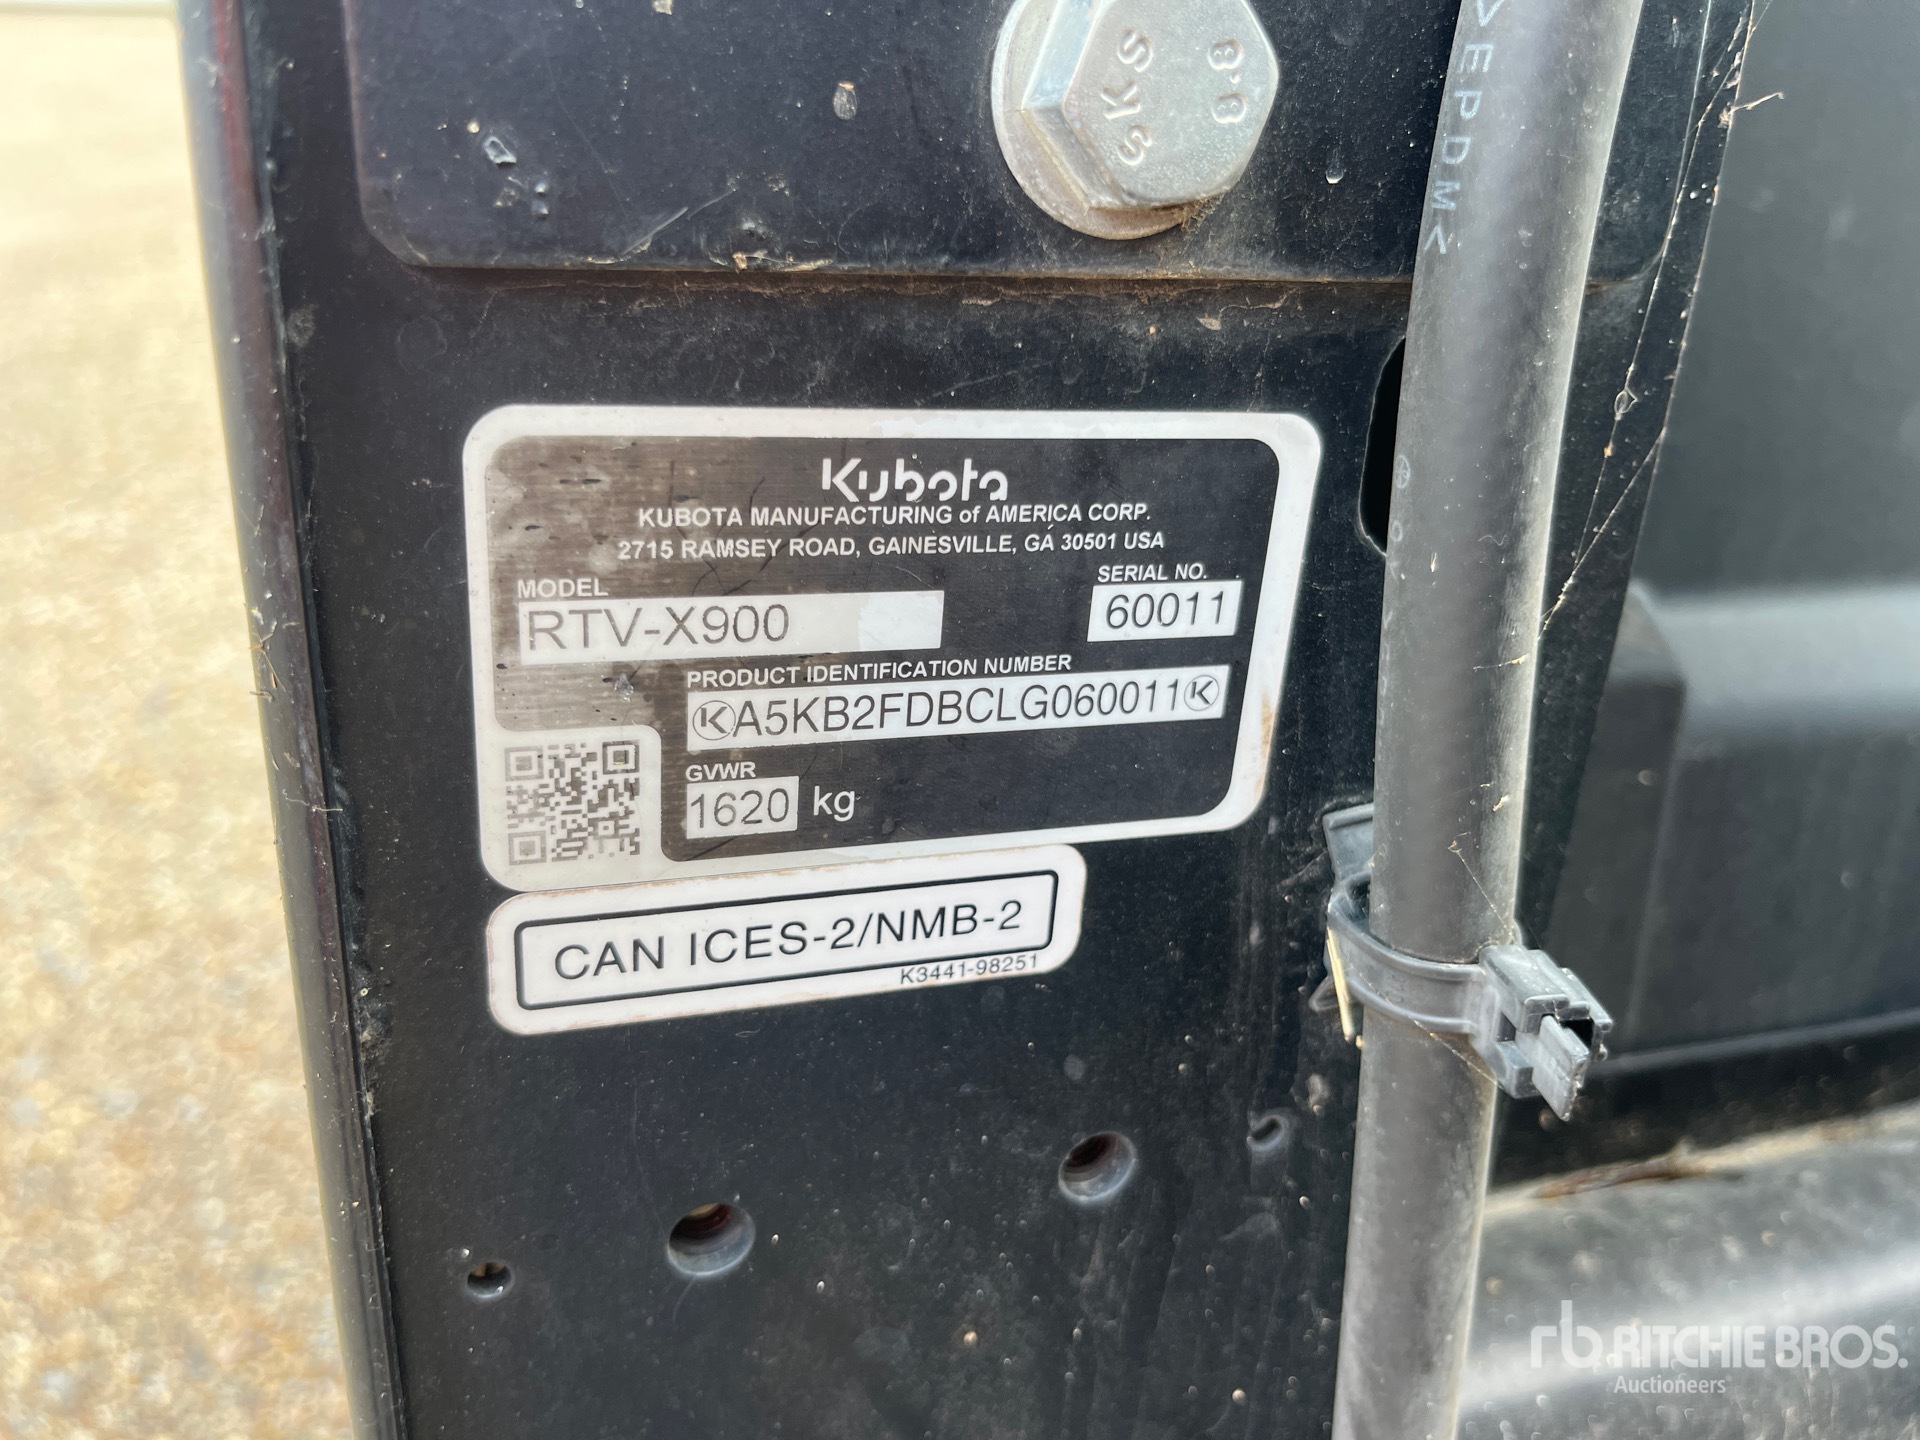 SKS
8.8
>EPDM<
Kubota
KUBOTA MANUFACTURING of AMERICA CORP.
2715 RAMSEY ROAD, GAINESVILLE, GA 30501 USA
MODEL
RTV-X900
SERIAL NO.
60011
PRODUCT IDENTIFICATION NUMBER
KA5KB2FDBCLG060011K
GVWR
1620 kg
CAN ICES-2/NMB-2
K3441-98251
rb RITCHIE BROS.
Auctioneers